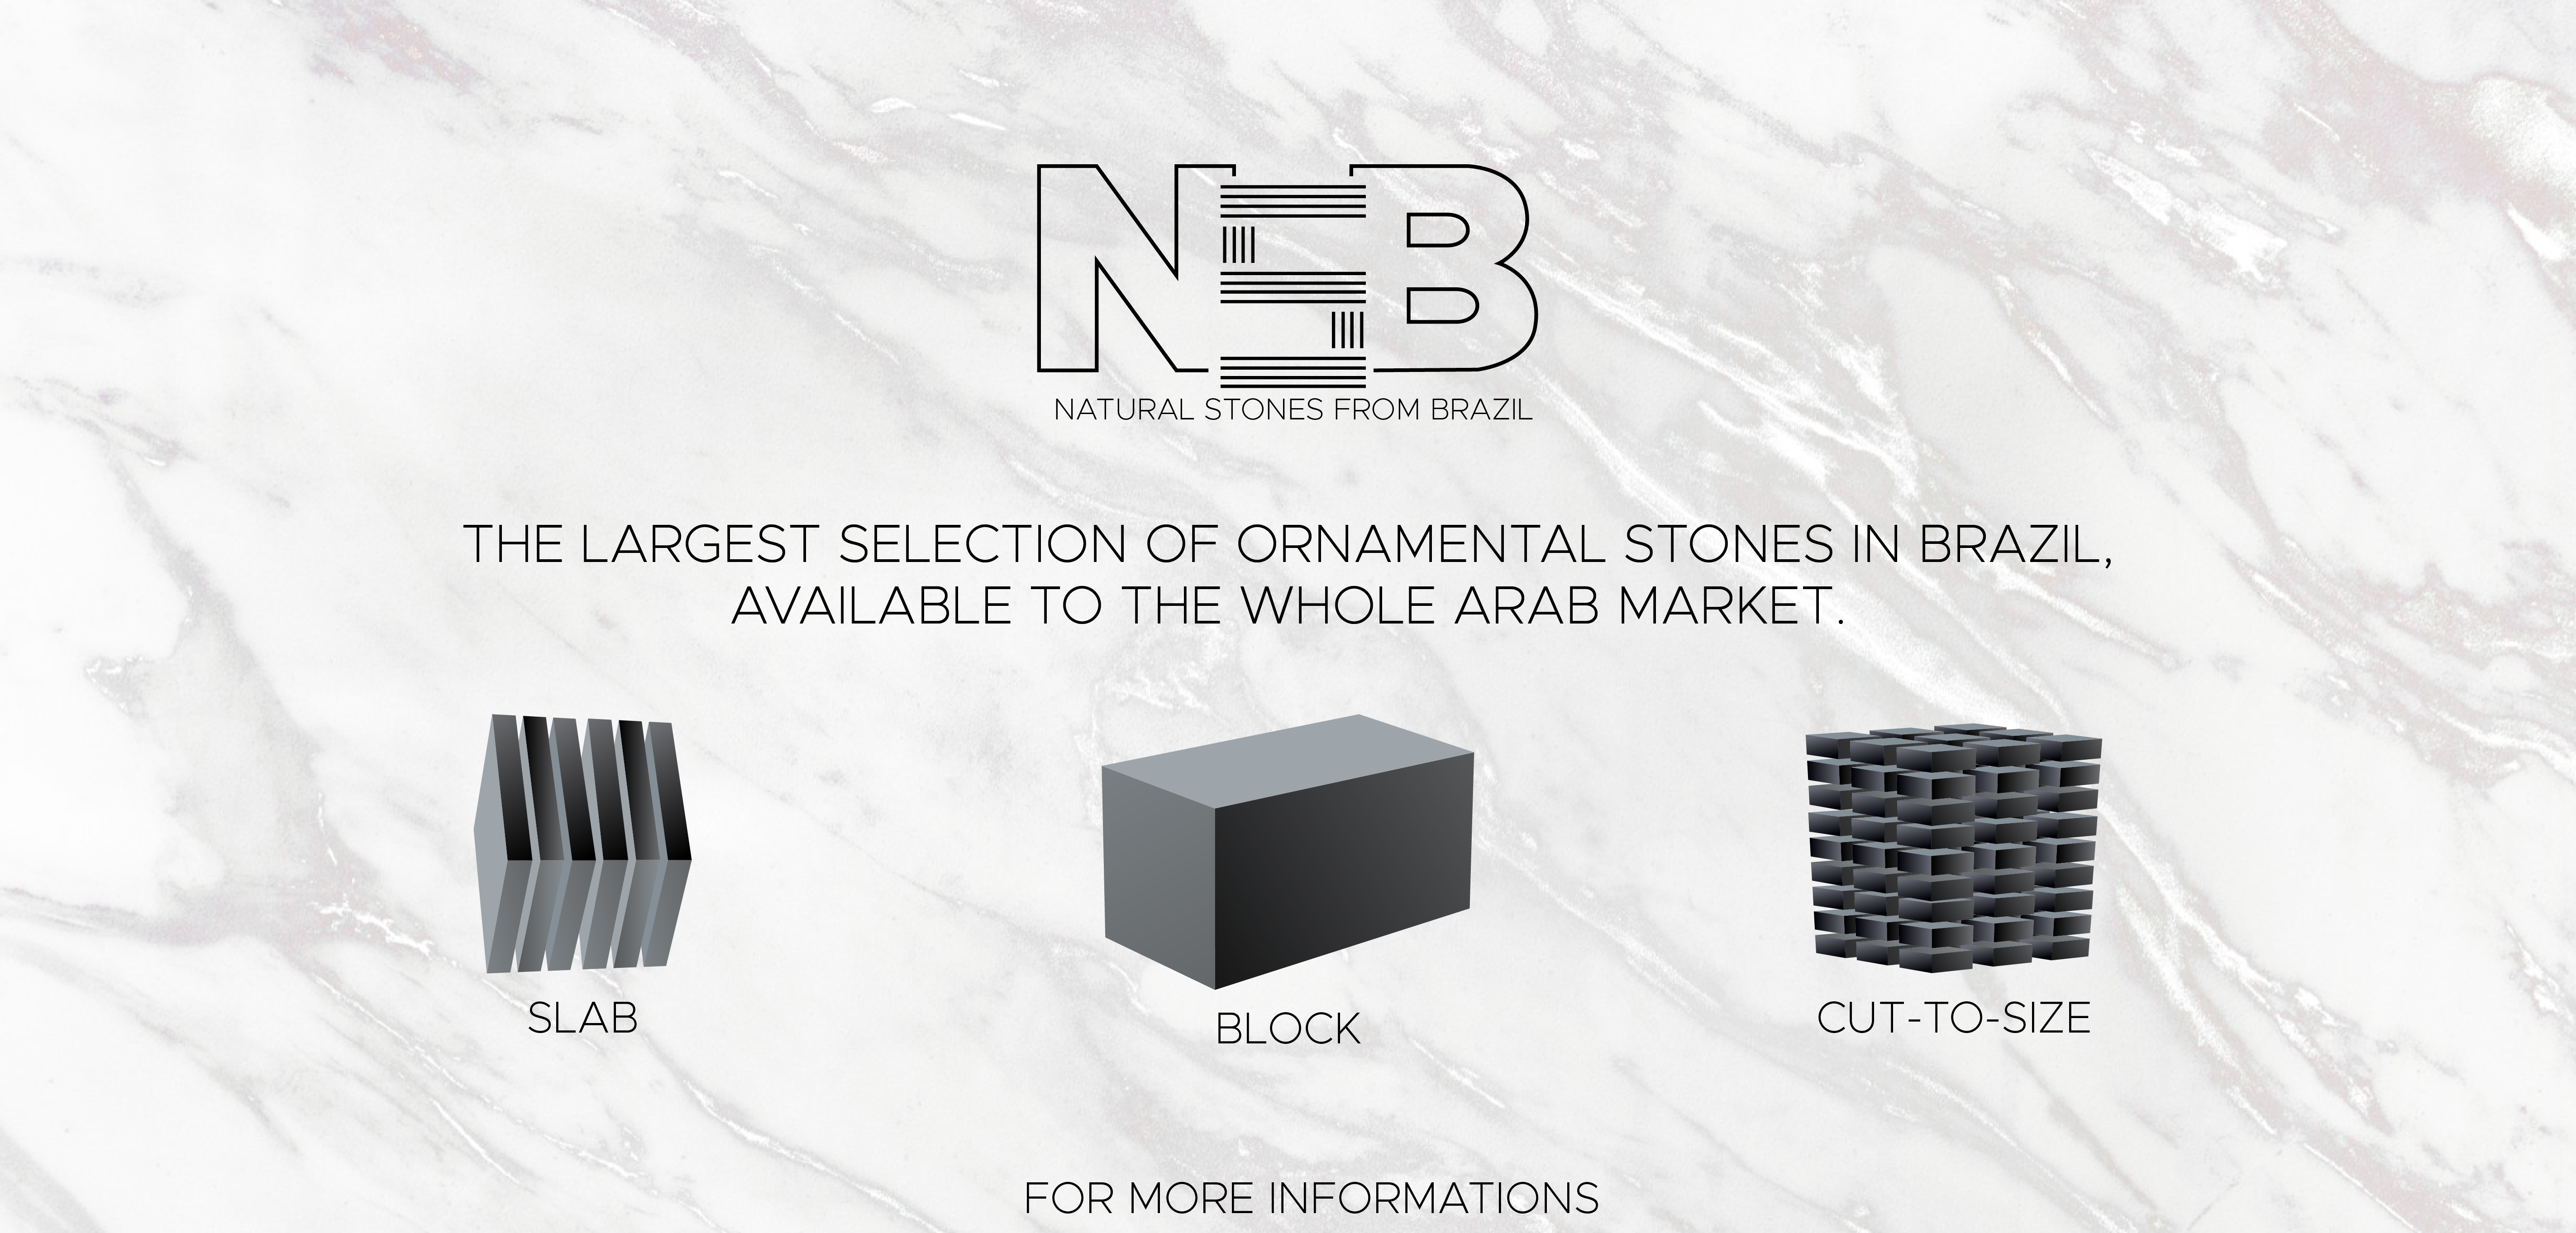 NSB
NATURAL STONES FROM BRAZIL
THE LARGEST SELECTION OF ORNAMENTAL STONES IN BRAZIL,
AVAILABLE TO THE WHOLE ARAB MARKET.
SLAB
BLOCK
CUT-TO-SIZE
FOR MORE INFORMATIONS